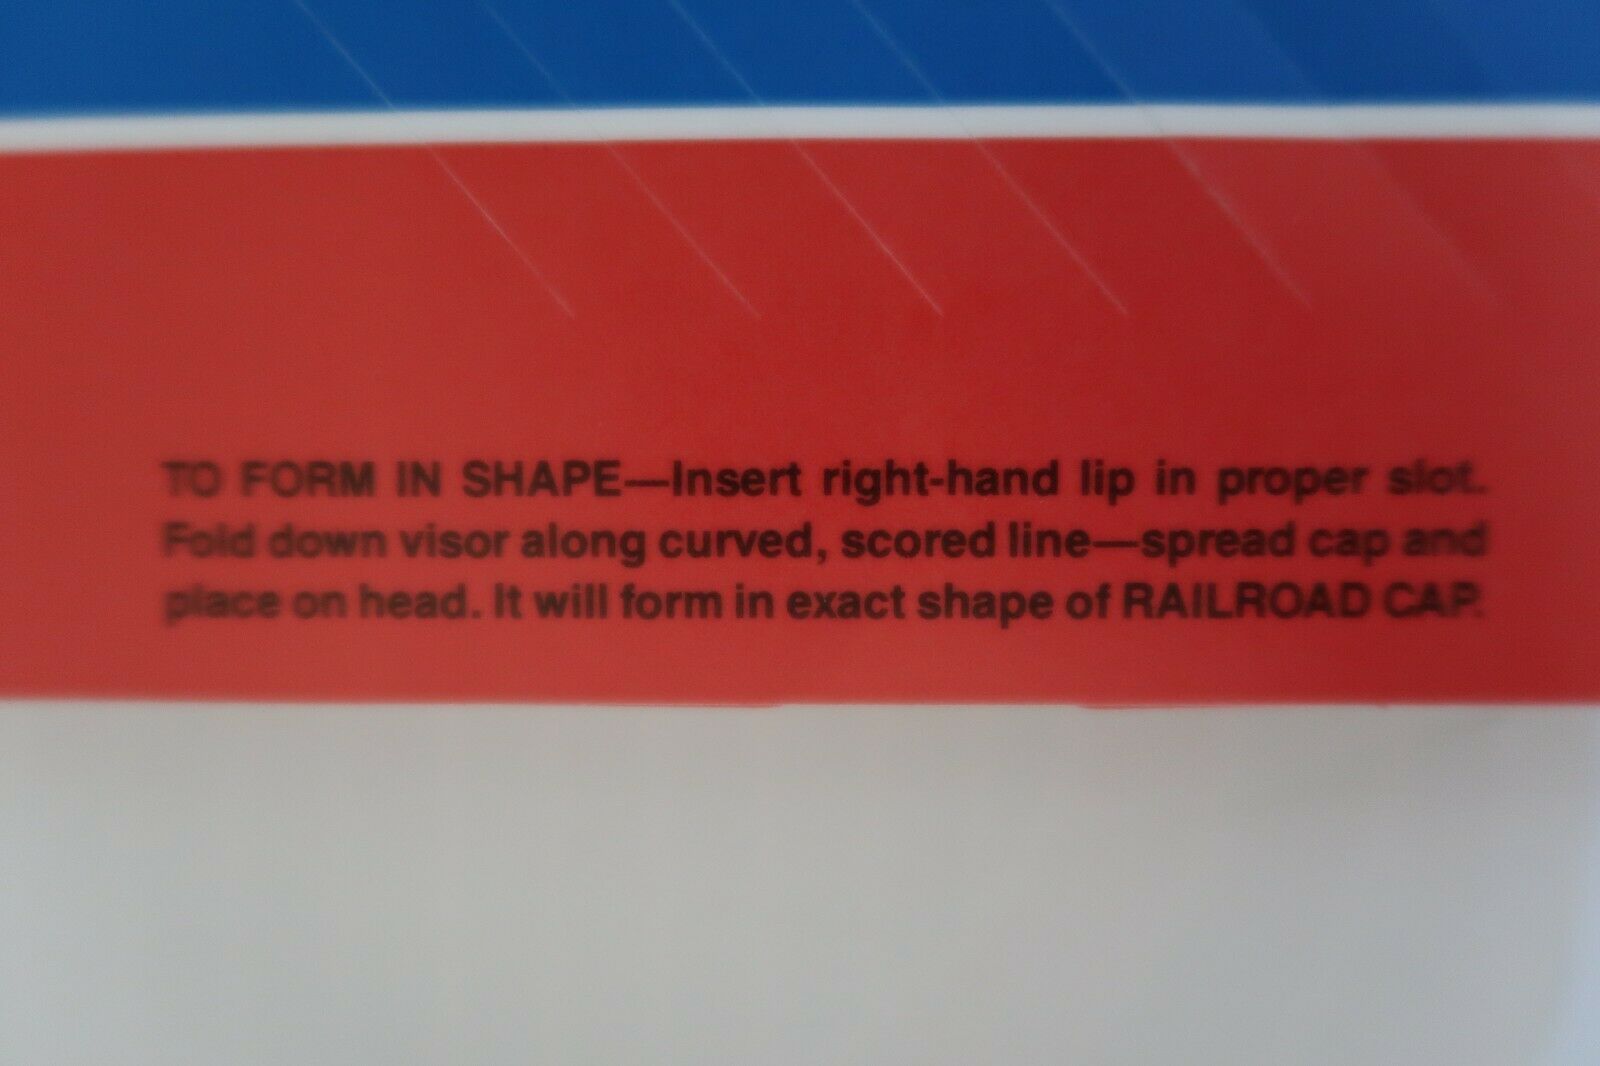 TO FORM IN SHAPE—Insert right-hand lip in proper slot.
Fold down visor along curved, scored line—spread cap and
place on head. It will form in exact shape of RAILROAD CAP.